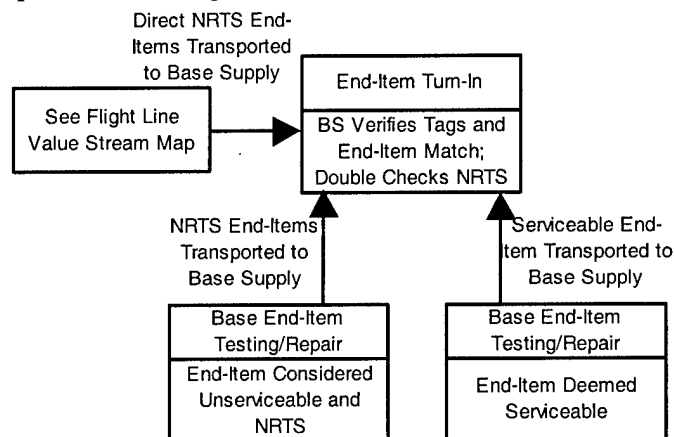 Direct NRTS End-
Items Transported
to Base Supply
See Flight Line
Value Stream Map
End-Item Turn-In
BS Verifies Tags and
End-Item Match;
Double Checks NRTS
NRTS End-Items
Transported to
Base Supply
Serviceable End-
Item Transported to
Base Supply
Base End-Item
Testing/Repair
End-Item Considered
Unserviceable and
NRTS
Base End-Item
Testing/Repair
End-Item Deemed
Serviceable